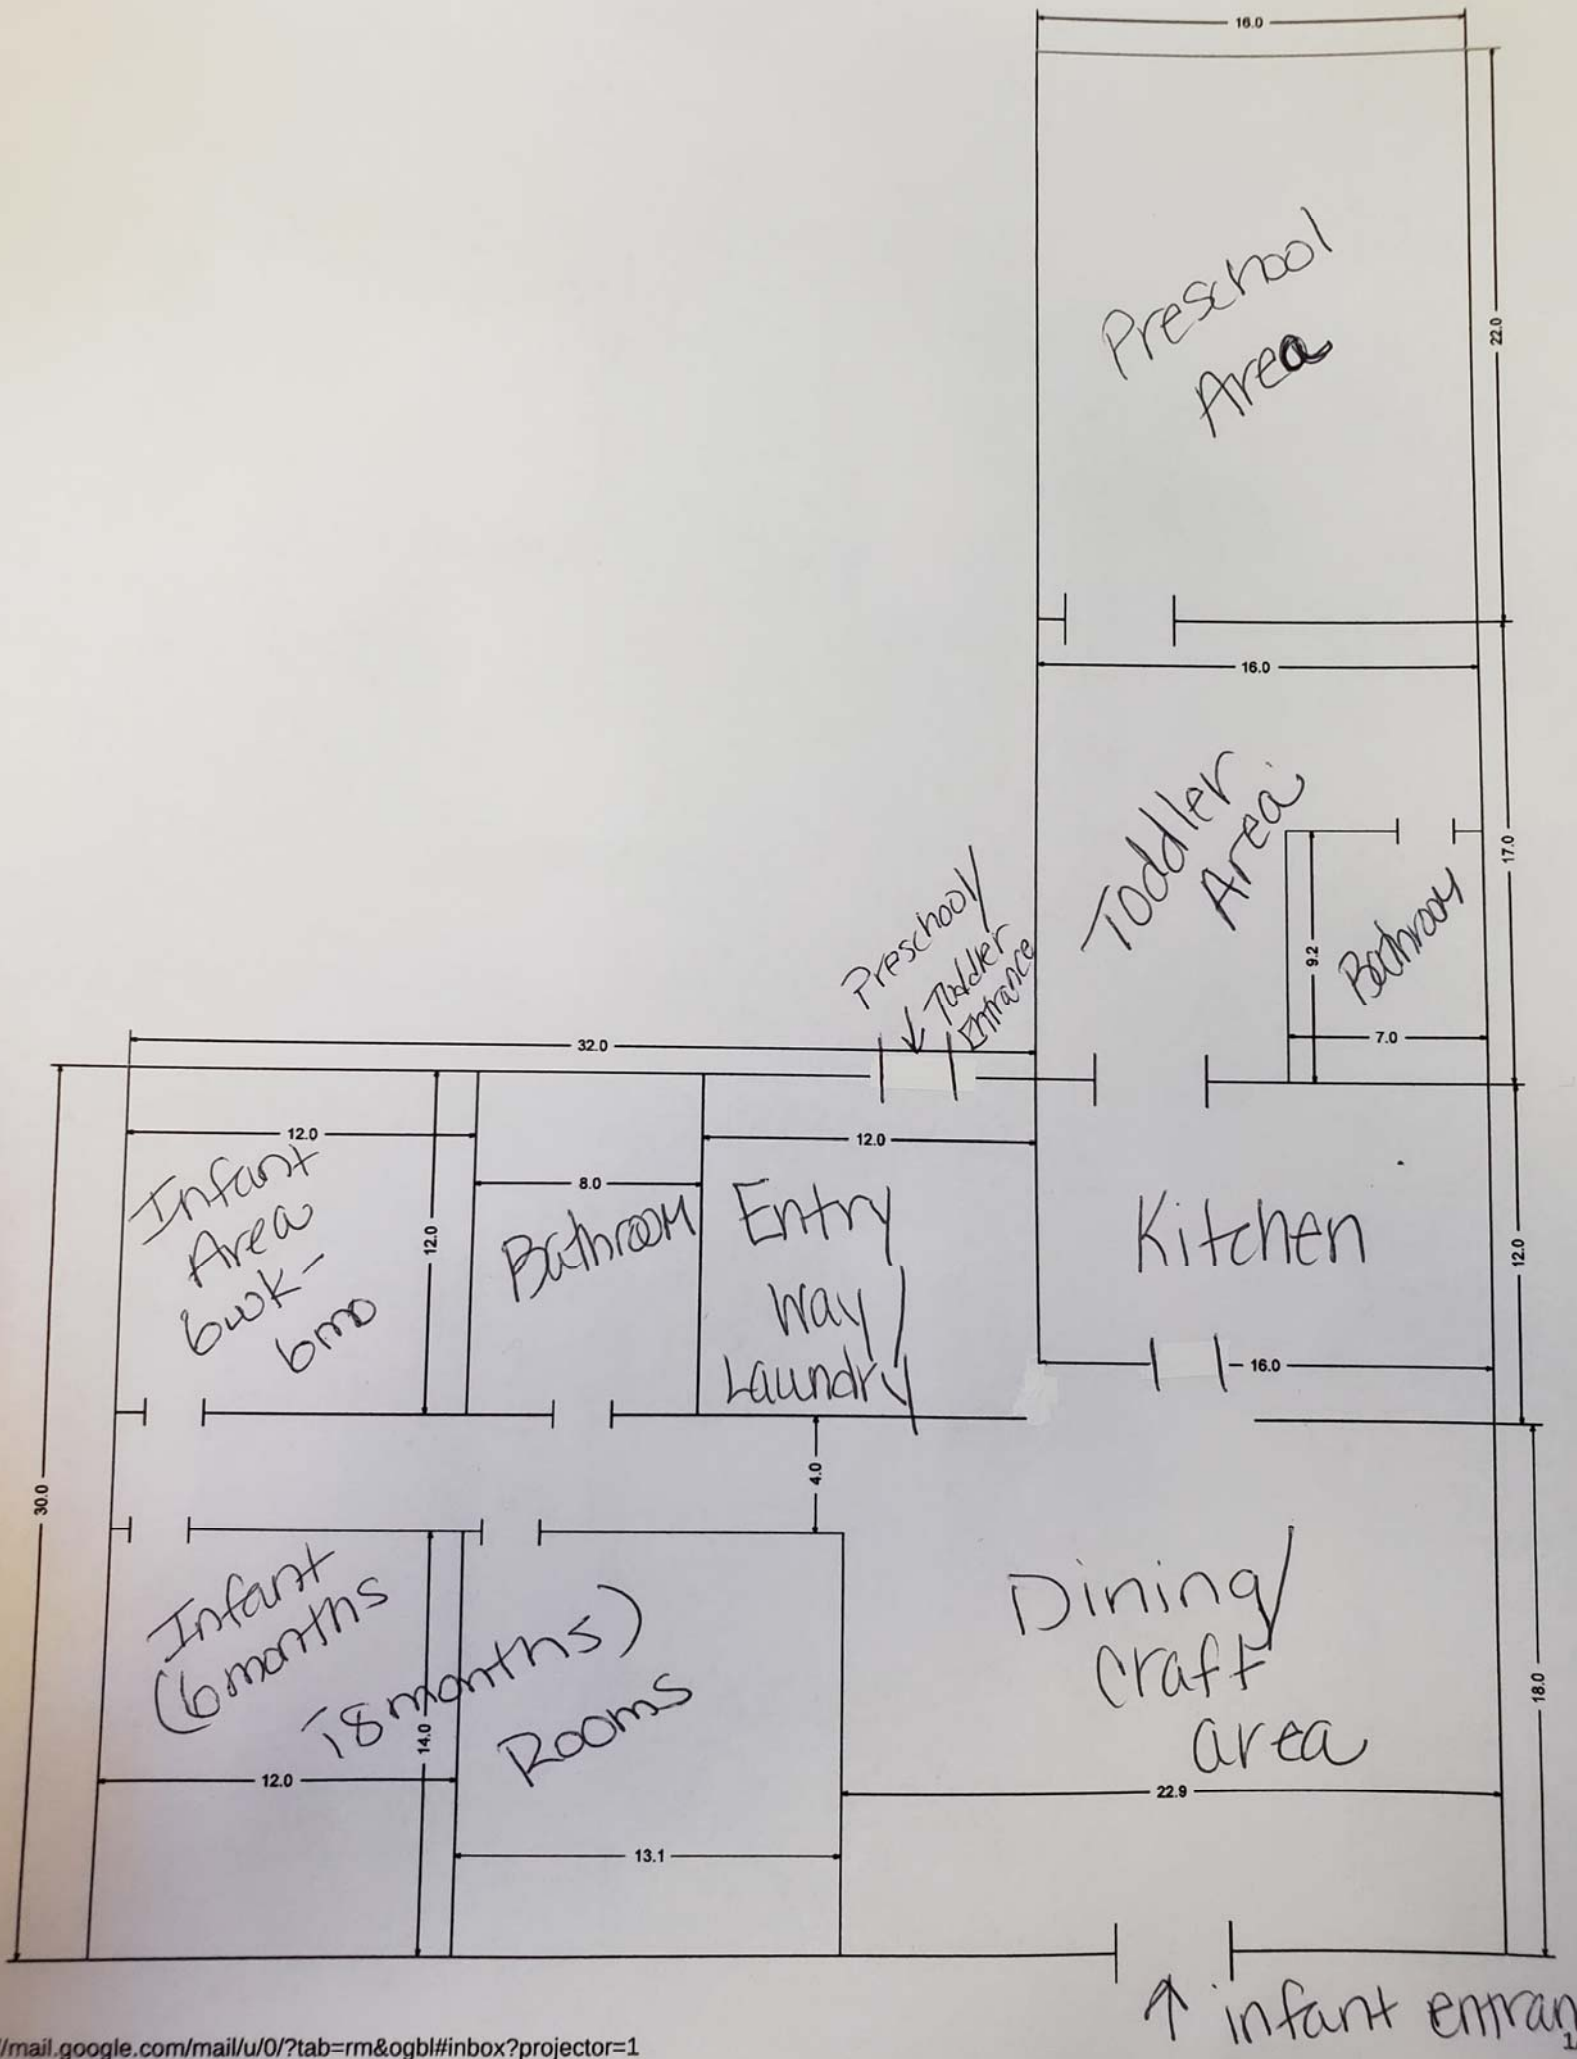 16.0
Preschool
Area
22.0
16.0
Toddler
Area
17.0
9.2
Bathroom
7.0
Preschool/
Toddler
Entrance
32.0
12.0
12.0
8.0
12.0
Infant
Area
6wk-
6mo
Bathroom
Entry
Way/
Laundry
Kitchen
12.0
16.0
30.0
4.0
Infant
(6months
18months)
Rooms
14.0
12.0
13.1
Dining/
craft
area
22.9
18.0
infant entran
//mail.google.com/mail/u/0/?tab=rm&ogbl#inbox?projector=1